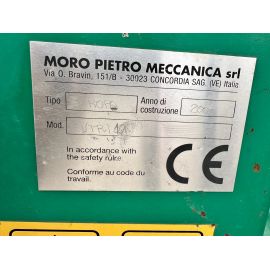 MORO PIETRO MECCANICA srl
Via O. Bravin, 151/B - 30023 CONCORDIA SAG. (VE) Italia
Tipo
Anno di
costruzione
Mod.
In accordance with
the safety rules.
CE
Conforme au code du
travail.